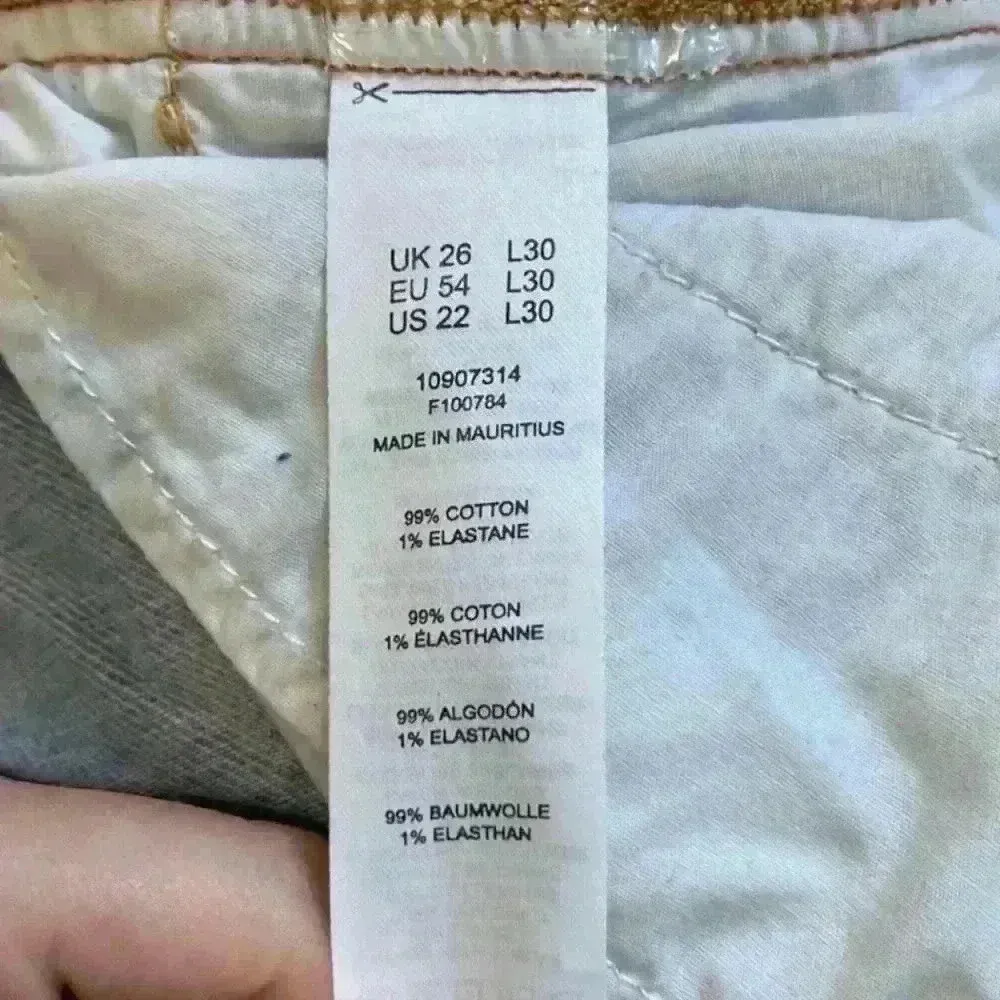 UK 26 L30
EU 54 L30
US 22 L30
10907314
F100784
MADE IN MAURITIUS
99% COTTON
1% ELASTANE
99% COTON
1% ÉLASTHANNE
99% ALGODÓN
1% ELASTANO
99% BAUMWOLLE
1% ELASTHAN